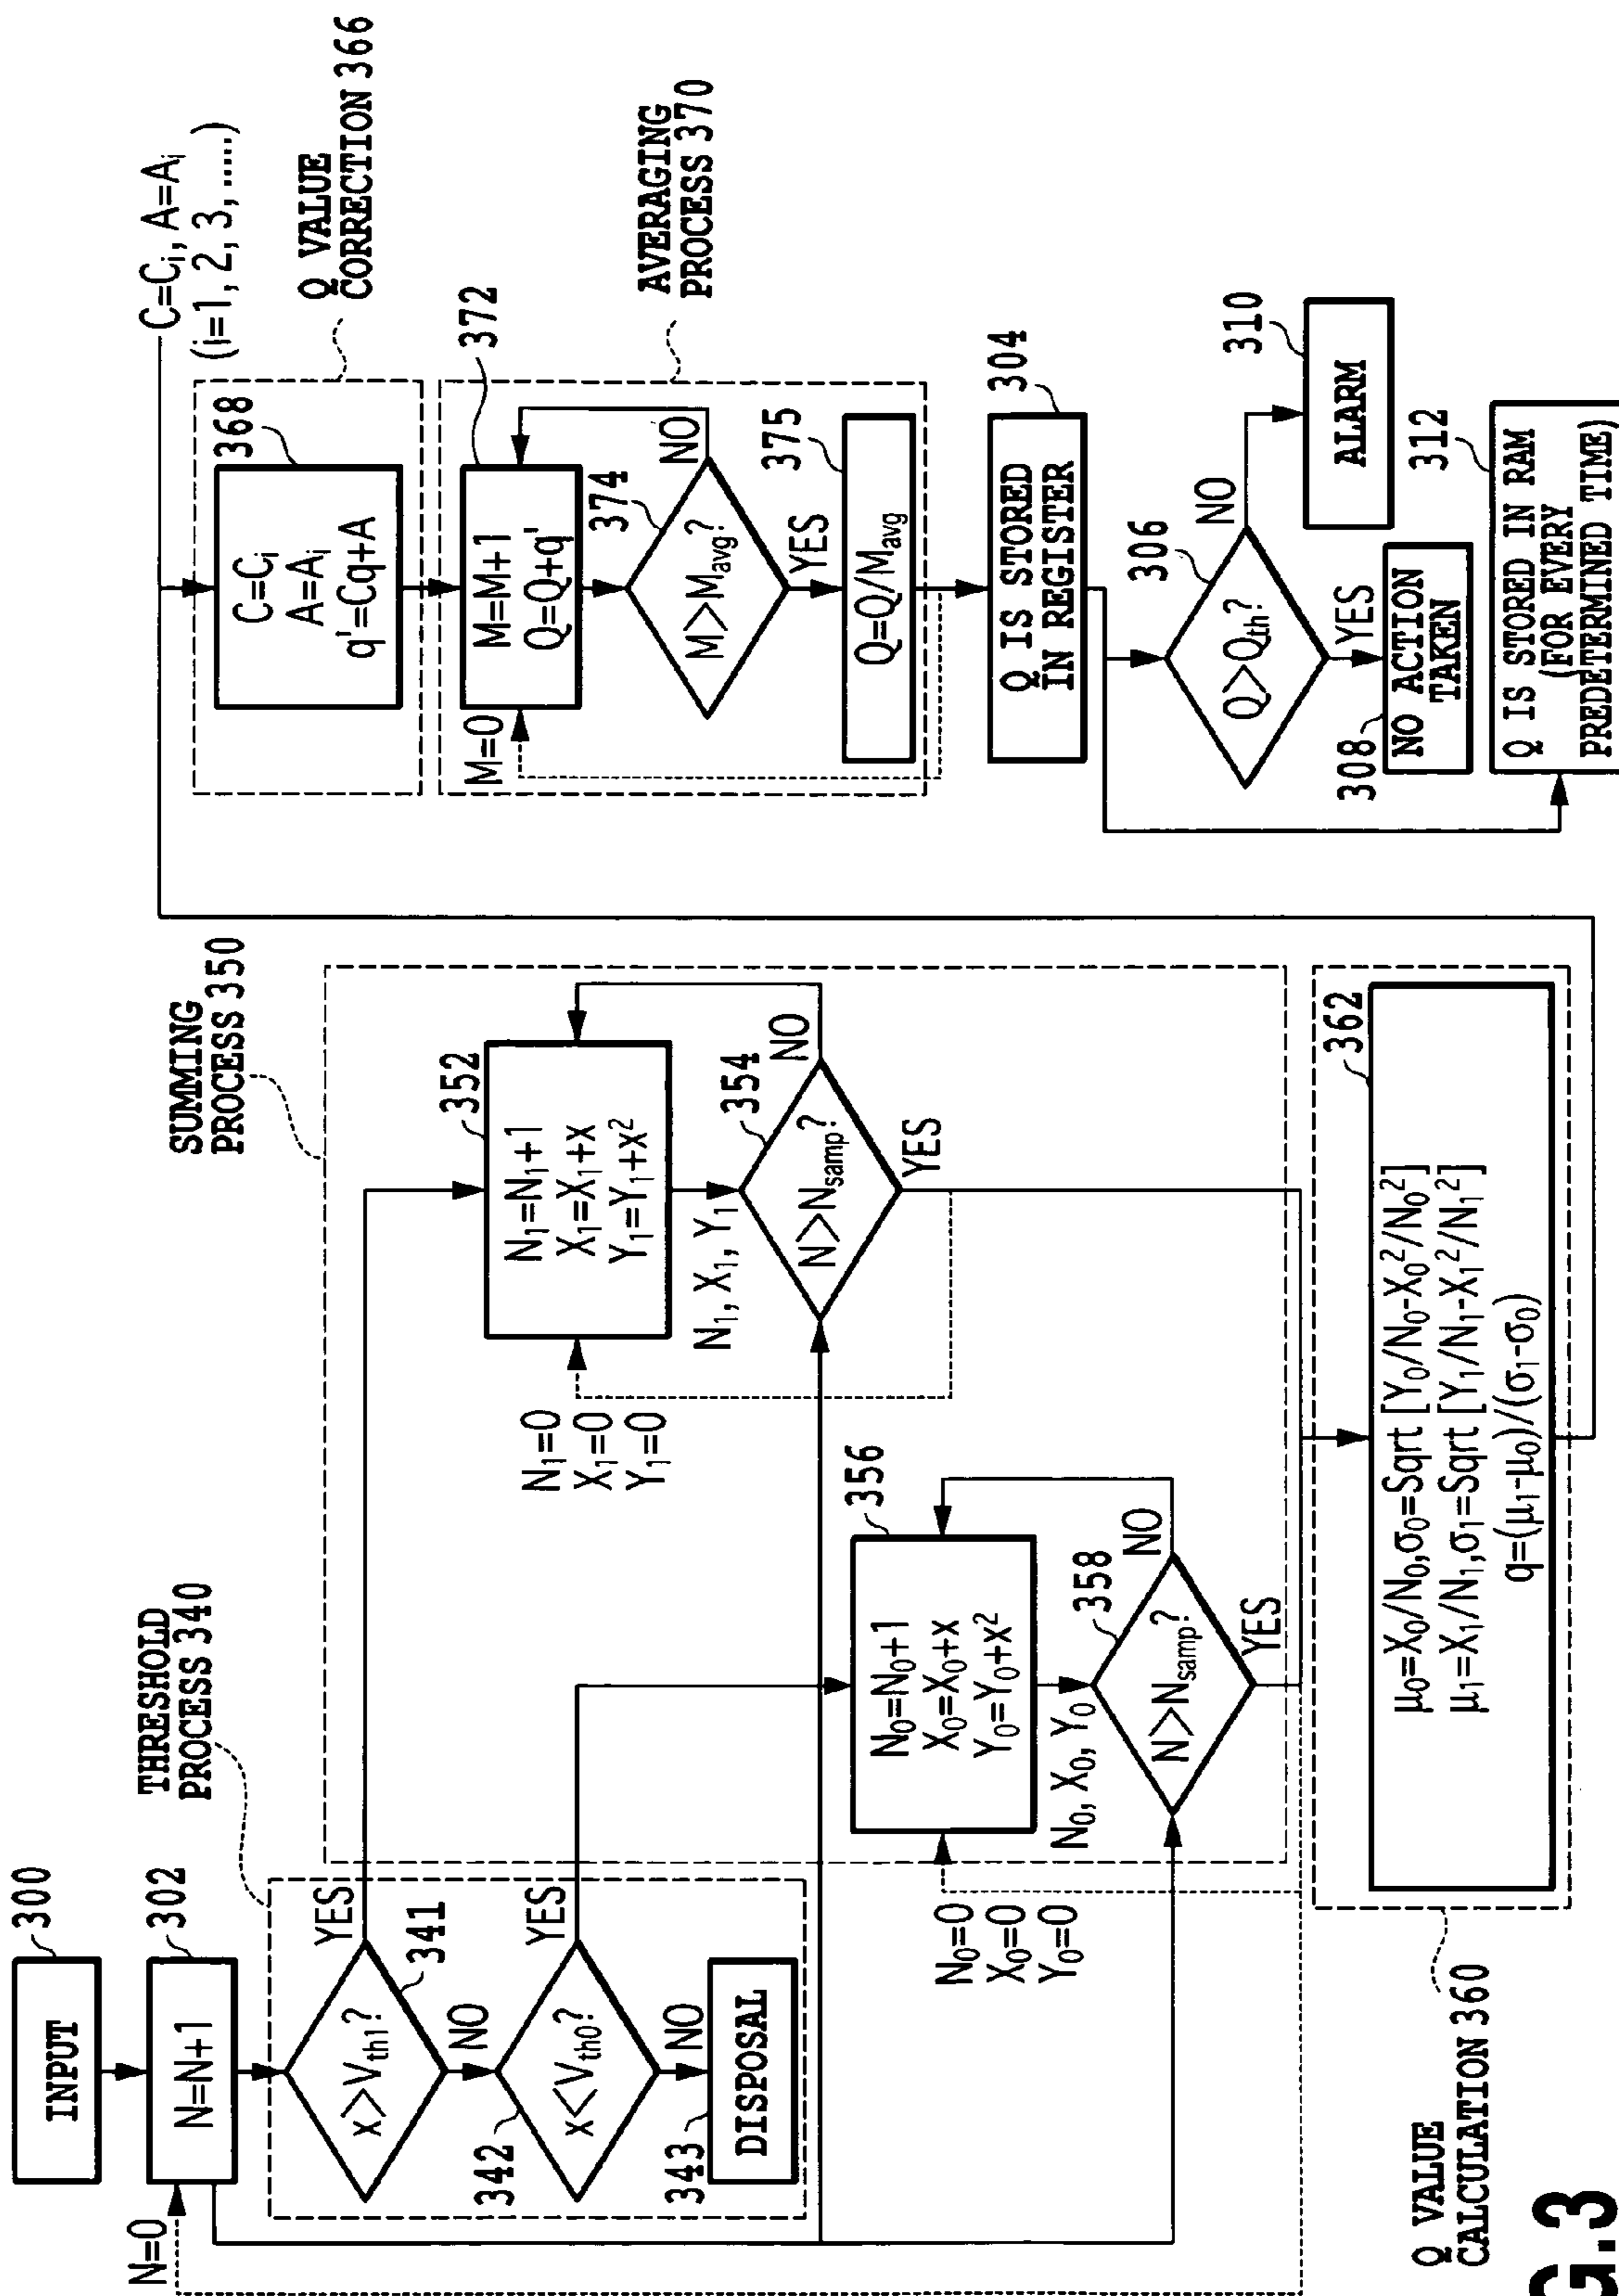 INPUT
300
N=0
N=N+1
302
THRESHOLD
PROCESS 340
x>Vth1?
YES
341
NO
342
x<Vth0?
YES
NO
343
DISPOSAL
SUMMING
PROCESS 350
352
N₁=N₁+1
X₁=X₁+x
Y₁=Y₁+x²
N₁=0
X₁=0
Y₁=0
N₁, X₁, Y₁
354
N>Nsamp?
NO
YES
356
N₀=N₀+1
X₀=X₀+x
Y₀=Y₀+x²
N₀=0
X₀=0
Y₀=0
N₀, X₀, Y₀
358
N>Nsamp?
NO
YES
Q VALUE
CALCULATION 360
362
μ₀=X₀/N₀,σ₀=Sqrt [Y₀/N₀-X₀²/N₀²]
μ₁=X₁/N₁,σ₁=Sqrt [Y₁/N₁-X₁²/N₁²]
q=(μ₁-μ₀)/(σ₁-σ₀)
C=Ci, A=Ai
(i=1, 2, 3, .....)
Q VALUE
CORRECTION 366
368
C=Ci
A=Ai
q'=Cq+A
AVERAGING
PROCESS 370
372
M=0
M=M+1
Q=Q+q'
374
M>Mavg?
NO
YES
375
Q=Q/Mavg
304
Q IS STORED
IN REGISTER
306
Q>Qth?
NO
YES
310
ALARM
308
NO ACTION
TAKEN
312
Q IS STORED IN RAM
(FOR EVERY
PREDETERMINED TIME)
G.3